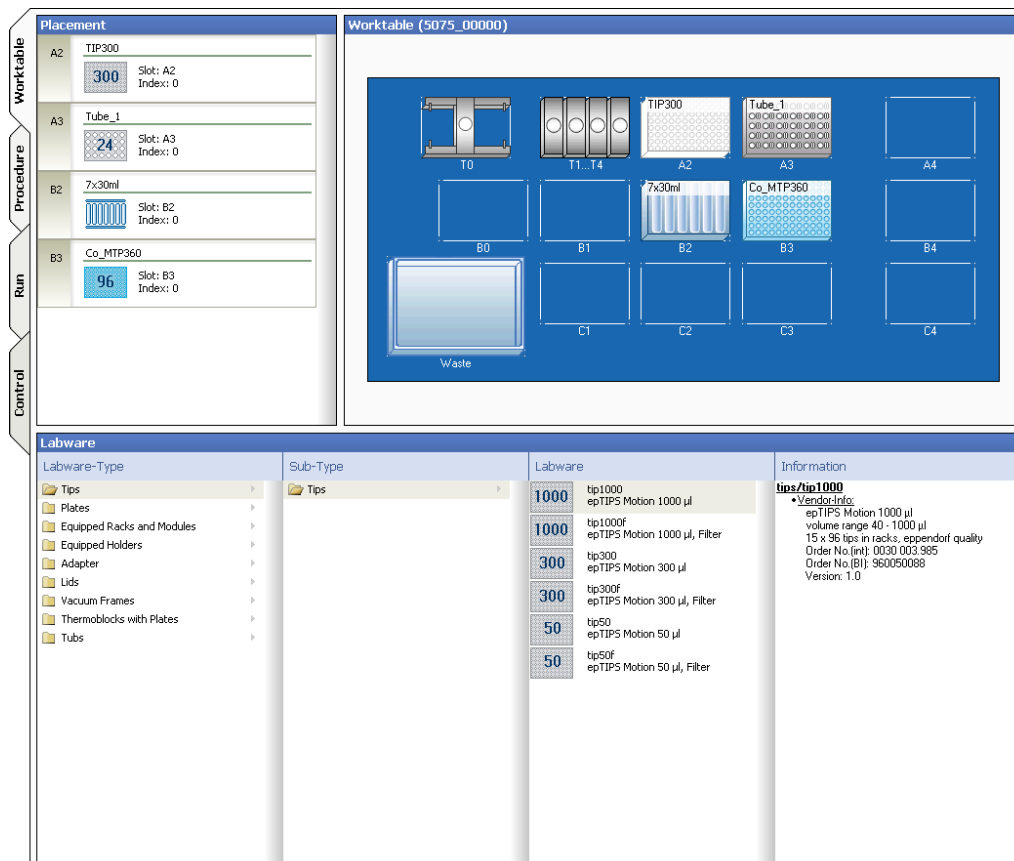 Worktable
Procedure
Run
Control
Placement
A2
TIP300
300
Slot: A2
Index: 0
A3
Tube_1
24
Slot: A3
Index: 0
B2
7x30ml
Slot: B2
Index: 0
B3
Co_MTP360
96
Slot: B3
Index: 0
Worktable (5075_00000)
TIP300
Tube_1
T0
T1...T4
A2
A3
A4
7x30ml
Co_MTP360
B0
B1
B2
B3
B4
C1
C2
C3
C4
Waste
Labware
Labware-Type
Tips
Plates
Equipped Racks and Modules
Equipped Holders
Adapter
Lids
Vacuum Frames
Thermoblocks with Plates
Tubs
Sub-Type
Tips
Labware
1000
tip1000
epTIPS Motion 1000 µl
1000
tip1000f
epTIPS Motion 1000 µl, Filter
300
tip300
epTIPS Motion 300 µl
300
tip300f
epTIPS Motion 300 µl, Filter
50
tip50
epTIPS Motion 50 µl
50
tip50f
epTIPS Motion 50 µl, Filter
Information
tips/tip1000
•Vendor-Info:
epTIPS Motion 1000 µl
volume range 40 - 1000 µl
15 x 96 tips in racks, eppendorf quality
Order No.(int): 0030 003.985
Order No.(BI): 960050088
Version: 1.0